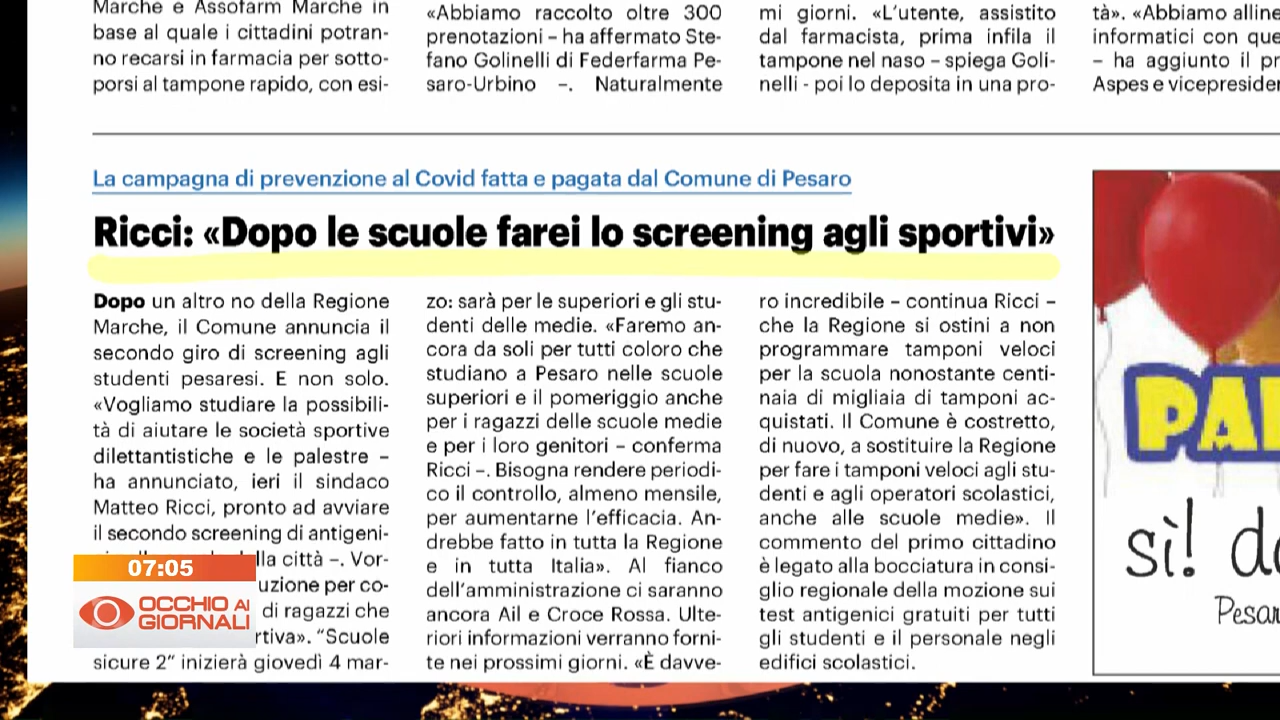 Marche e Assofarm Marche in
base al quale i cittadini potran-
no recarsi in farmacia per sotto-
porsi al tampone rapido, con esi-
«Abbiamo raccolto oltre 300
prenotazioni – ha affermato Ste-
fano Golinelli di Federfarma Pe-
saro-Urbino –. Naturalmente
mi giorni. «L'utente, assistito
dal farmacista, prima infila il
tampone nel naso – spiega Goli-
nelli - poi lo deposita in una pro-
tà». «Abbiamo alline
informatici con que
– ha aggiunto il pr
Aspes e vicepresider
La campagna di prevenzione al Covid fatta e pagata dal Comune di Pesaro
Ricci: «Dopo le scuole farei lo screening agli sportivi»
Dopo un altro no della Regione
Marche, il Comune annuncia il
secondo giro di screening agli
studenti pesaresi. E non solo.
«Vogliamo studiare la possibili-
tà di aiutare le società sportive
dilettantistiche e le palestre –
ha annunciato, ieri il sindaco
Matteo Ricci, pronto ad avviare
il secondo screening di antigeni-
lla città –. Vor-
uzione per co-
di ragazzi che
rtiva». “Scuole
sicure 2” inizierà giovedì 4 mar-
zo: sarà per le superiori e gli stu-
denti delle medie. «Faremo an-
cora da soli per tutti coloro che
studiano a Pesaro nelle scuole
superiori e il pomeriggio anche
per i ragazzi delle scuole medie
e per i loro genitori – conferma
Ricci –. Bisogna rendere periodi-
co il controllo, almeno mensile,
per aumentarne l'efficacia. An-
drebbe fatto in tutta la Regione
e in tutta Italia». Al fianco
dell'amministrazione ci saranno
ancora Ail e Croce Rossa. Ulte-
riori informazioni verranno forni-
te nei prossimi giorni. «È davve-
ro incredibile – continua Ricci –
che la Regione si ostini a non
programmare tamponi veloci
per la scuola nonostante centi-
naia di migliaia di tamponi ac-
quistati. Il Comune è costretto,
di nuovo, a sostituire la Regione
per fare i tamponi veloci agli stu-
denti e agli operatori scolastici,
anche alle scuole medie». Il
commento del primo cittadino
è legato alla bocciatura in consi-
glio regionale della mozione sui
test antigenici gratuiti per tutti
gli studenti e il personale negli
edifici scolastici.
PA
sì! do
Pesar
07:05
OCCHIO AI
GIORNALI